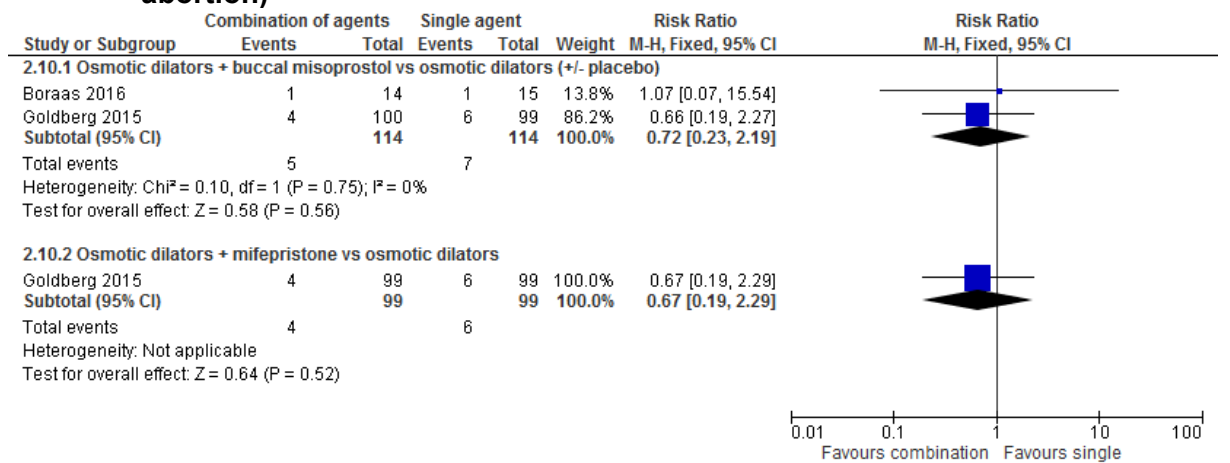 abortion)
Combination of agents Single agent Risk Ratio Risk Ratio
Study or Subgroup Events Total Events Total Weight M-H, Fixed, 95% CI M-H, Fixed, 95% CI
2.10.1 Osmotic dilators + buccal misoprostol vs osmotic dilators (+/- placebo)
Boraas 2016 1 14 1 15 13.8% 1.07 [0.07, 15.54]
Goldberg 2015 4 100 6 99 86.2% 0.66 [0.19, 2.27]
Subtotal (95% CI) 114 114 100.0% 0.72 [0.23, 2.19]
Total events 5 7
Heterogeneity: Chi² = 0.10, df = 1 (P = 0.75); I² = 0%
Test for overall effect: Z = 0.58 (P = 0.56)
2.10.2 Osmotic dilators + mifepristone vs osmotic dilators
Goldberg 2015 4 99 6 99 100.0% 0.67 [0.19, 2.29]
Subtotal (95% CI) 99 99 100.0% 0.67 [0.19, 2.29]
Total events 4 6
Heterogeneity: Not applicable
Test for overall effect: Z = 0.64 (P = 0.52)
0.01 0.1 1 10 100
Favours combination Favours single